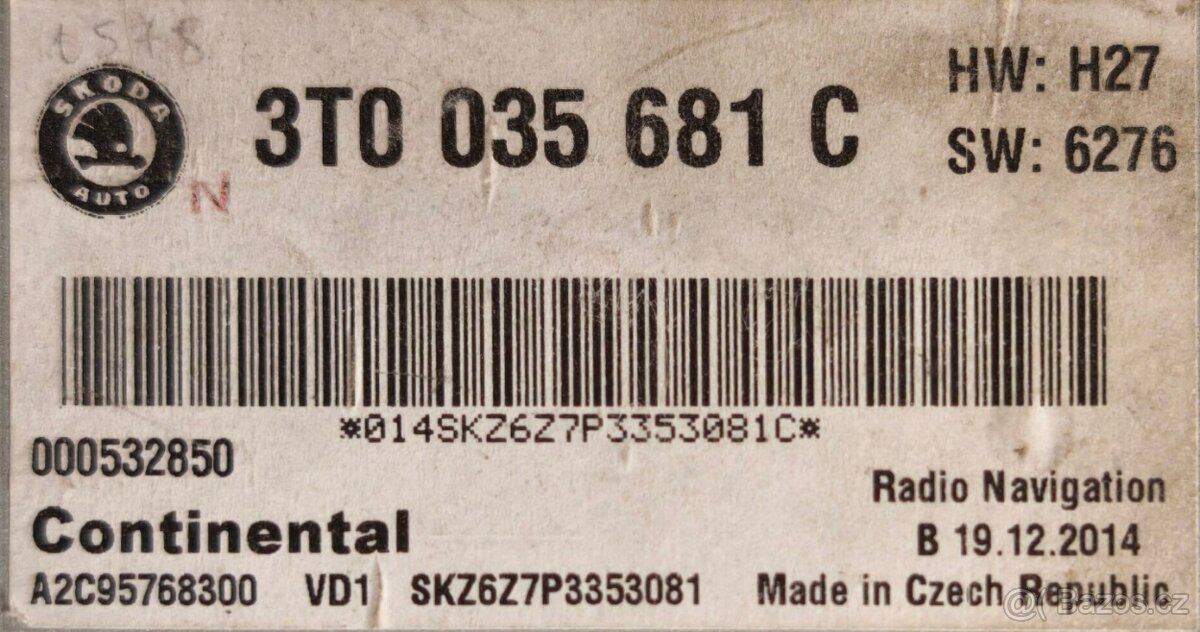 t578
SKODA
AUTO
N
3T0 035 681 C
HW: H27
SW: 6276
*014SKZ6Z7P3353081C*
000532850
Continental
A2C95768300 VD1 SKZ6Z7P3353081
Radio Navigation
B 19.12.2014
Made in Czech Republic
@ Bazos.cz